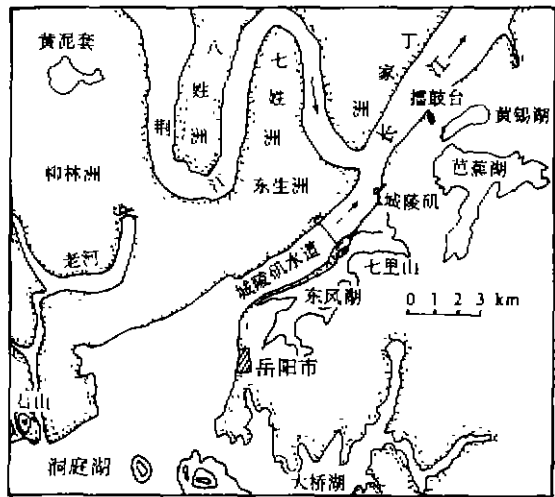 黄泥套
八姓洲
七姓洲
丁家洲
长江
擂鼓台
黄锡湖
荆江
芭蕉湖
柳林洲
东生洲
城陵矶
老河
城陵矶水道
七里山
东风湖
0 1 2 3 km
岳阳市
君山
洞庭湖
大桥湖